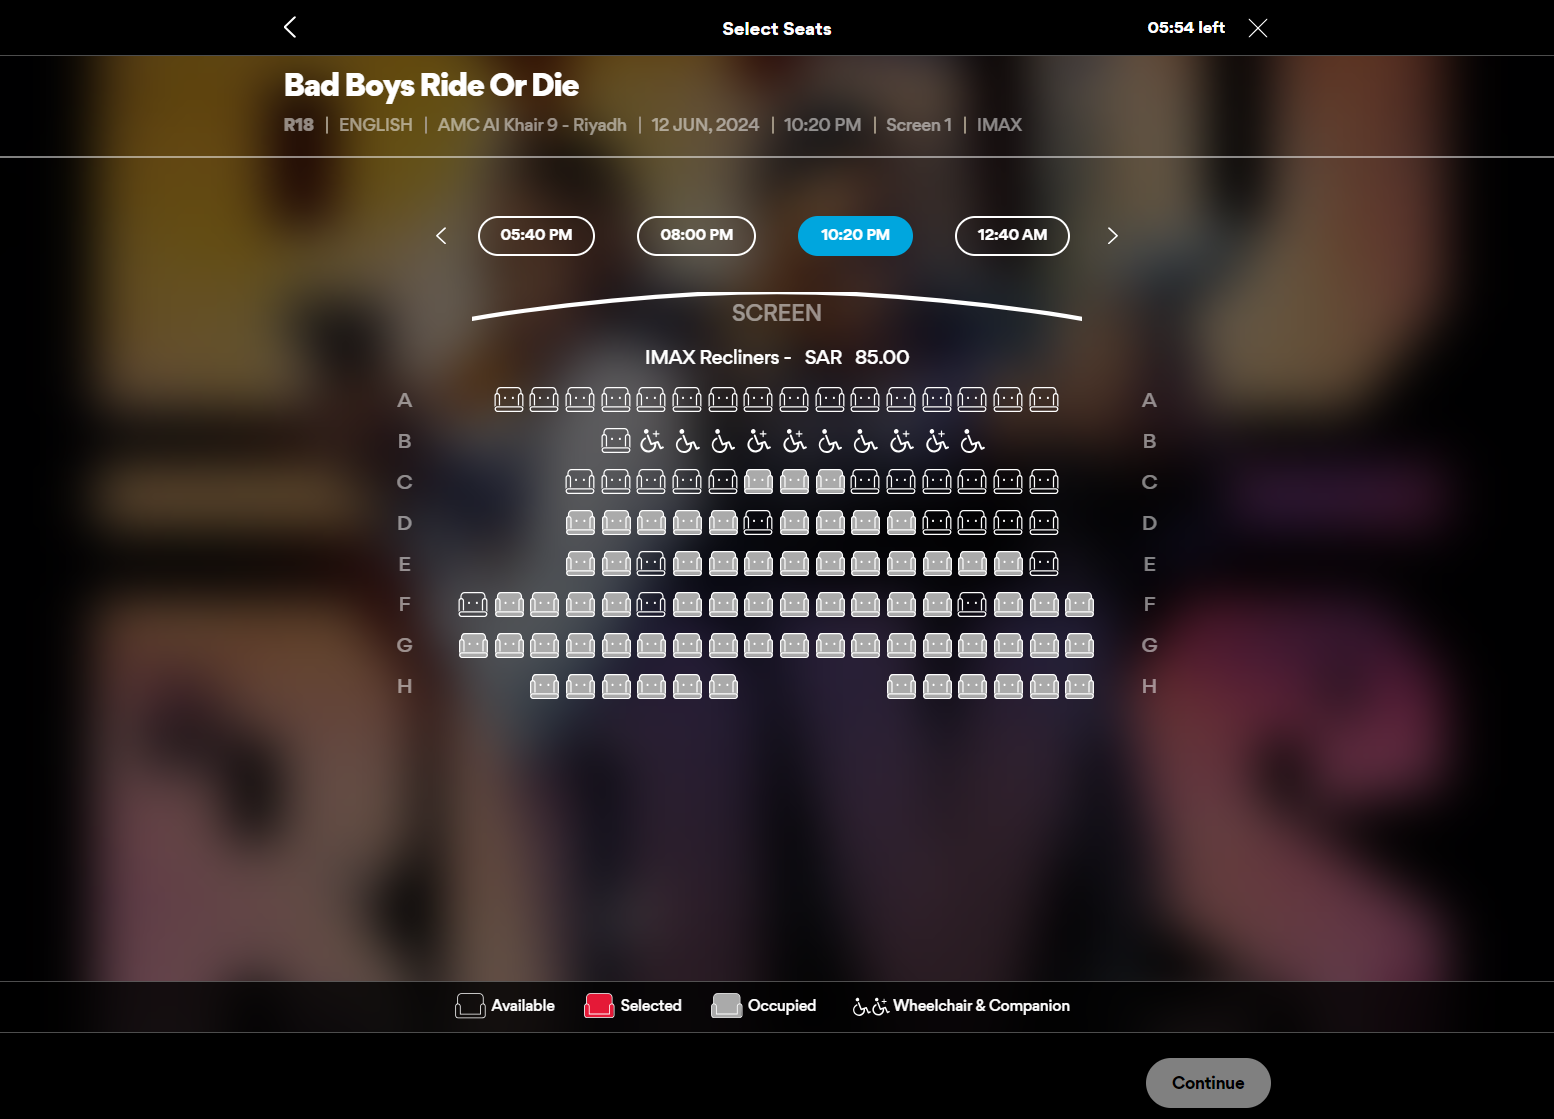 Select Seats
05:54 left
Bad Boys Ride Or Die
R18 | ENGLISH | AMC Al Khair 9 - Riyadh | 12 JUN, 2024 | 10:20 PM | Screen 1 | IMAX
05:40 PM 08:00 PM 10:20 PM 12:40 AM
SCREEN
IMAX Recliners - SAR 85.00
A A
B B
C C
D D
E E
F F
G G
H H
Available Selected Occupied Wheelchair & Companion
Continue